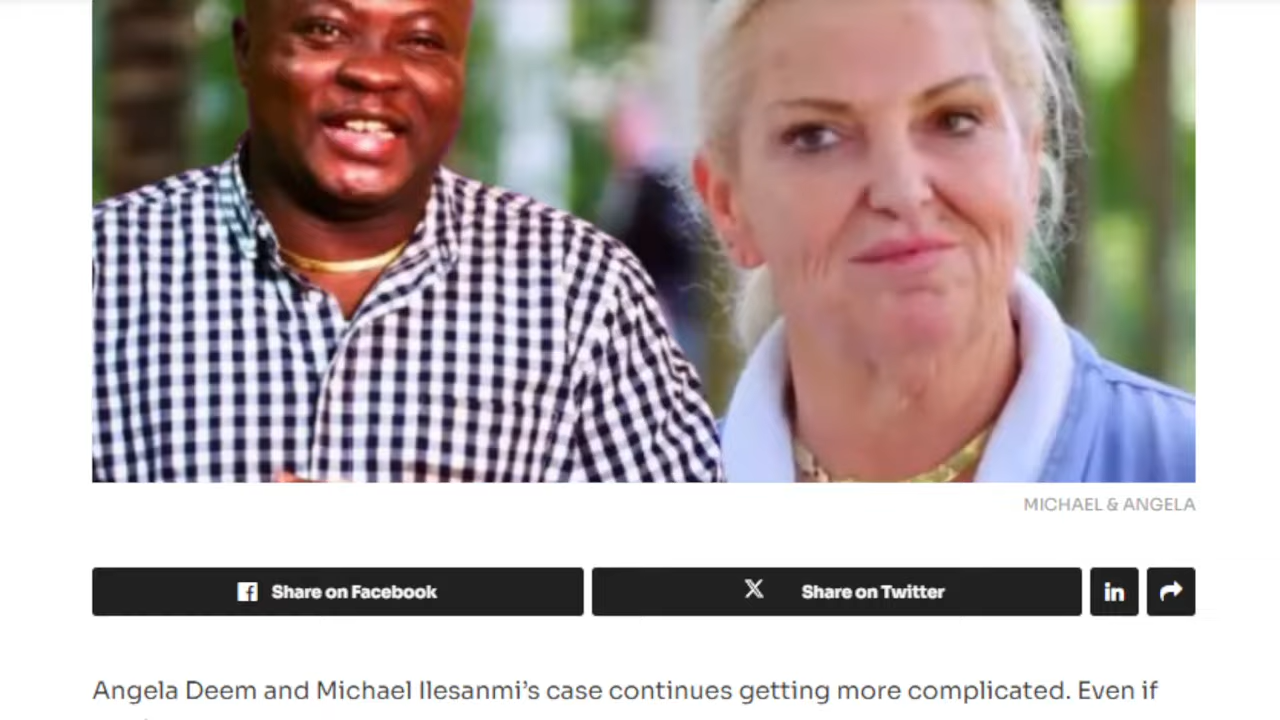 MICHAEL & ANGELA
Share on Facebook
Share on Twitter
Angela Deem and Michael Ilesanmi’s case continues getting more complicated. Even if